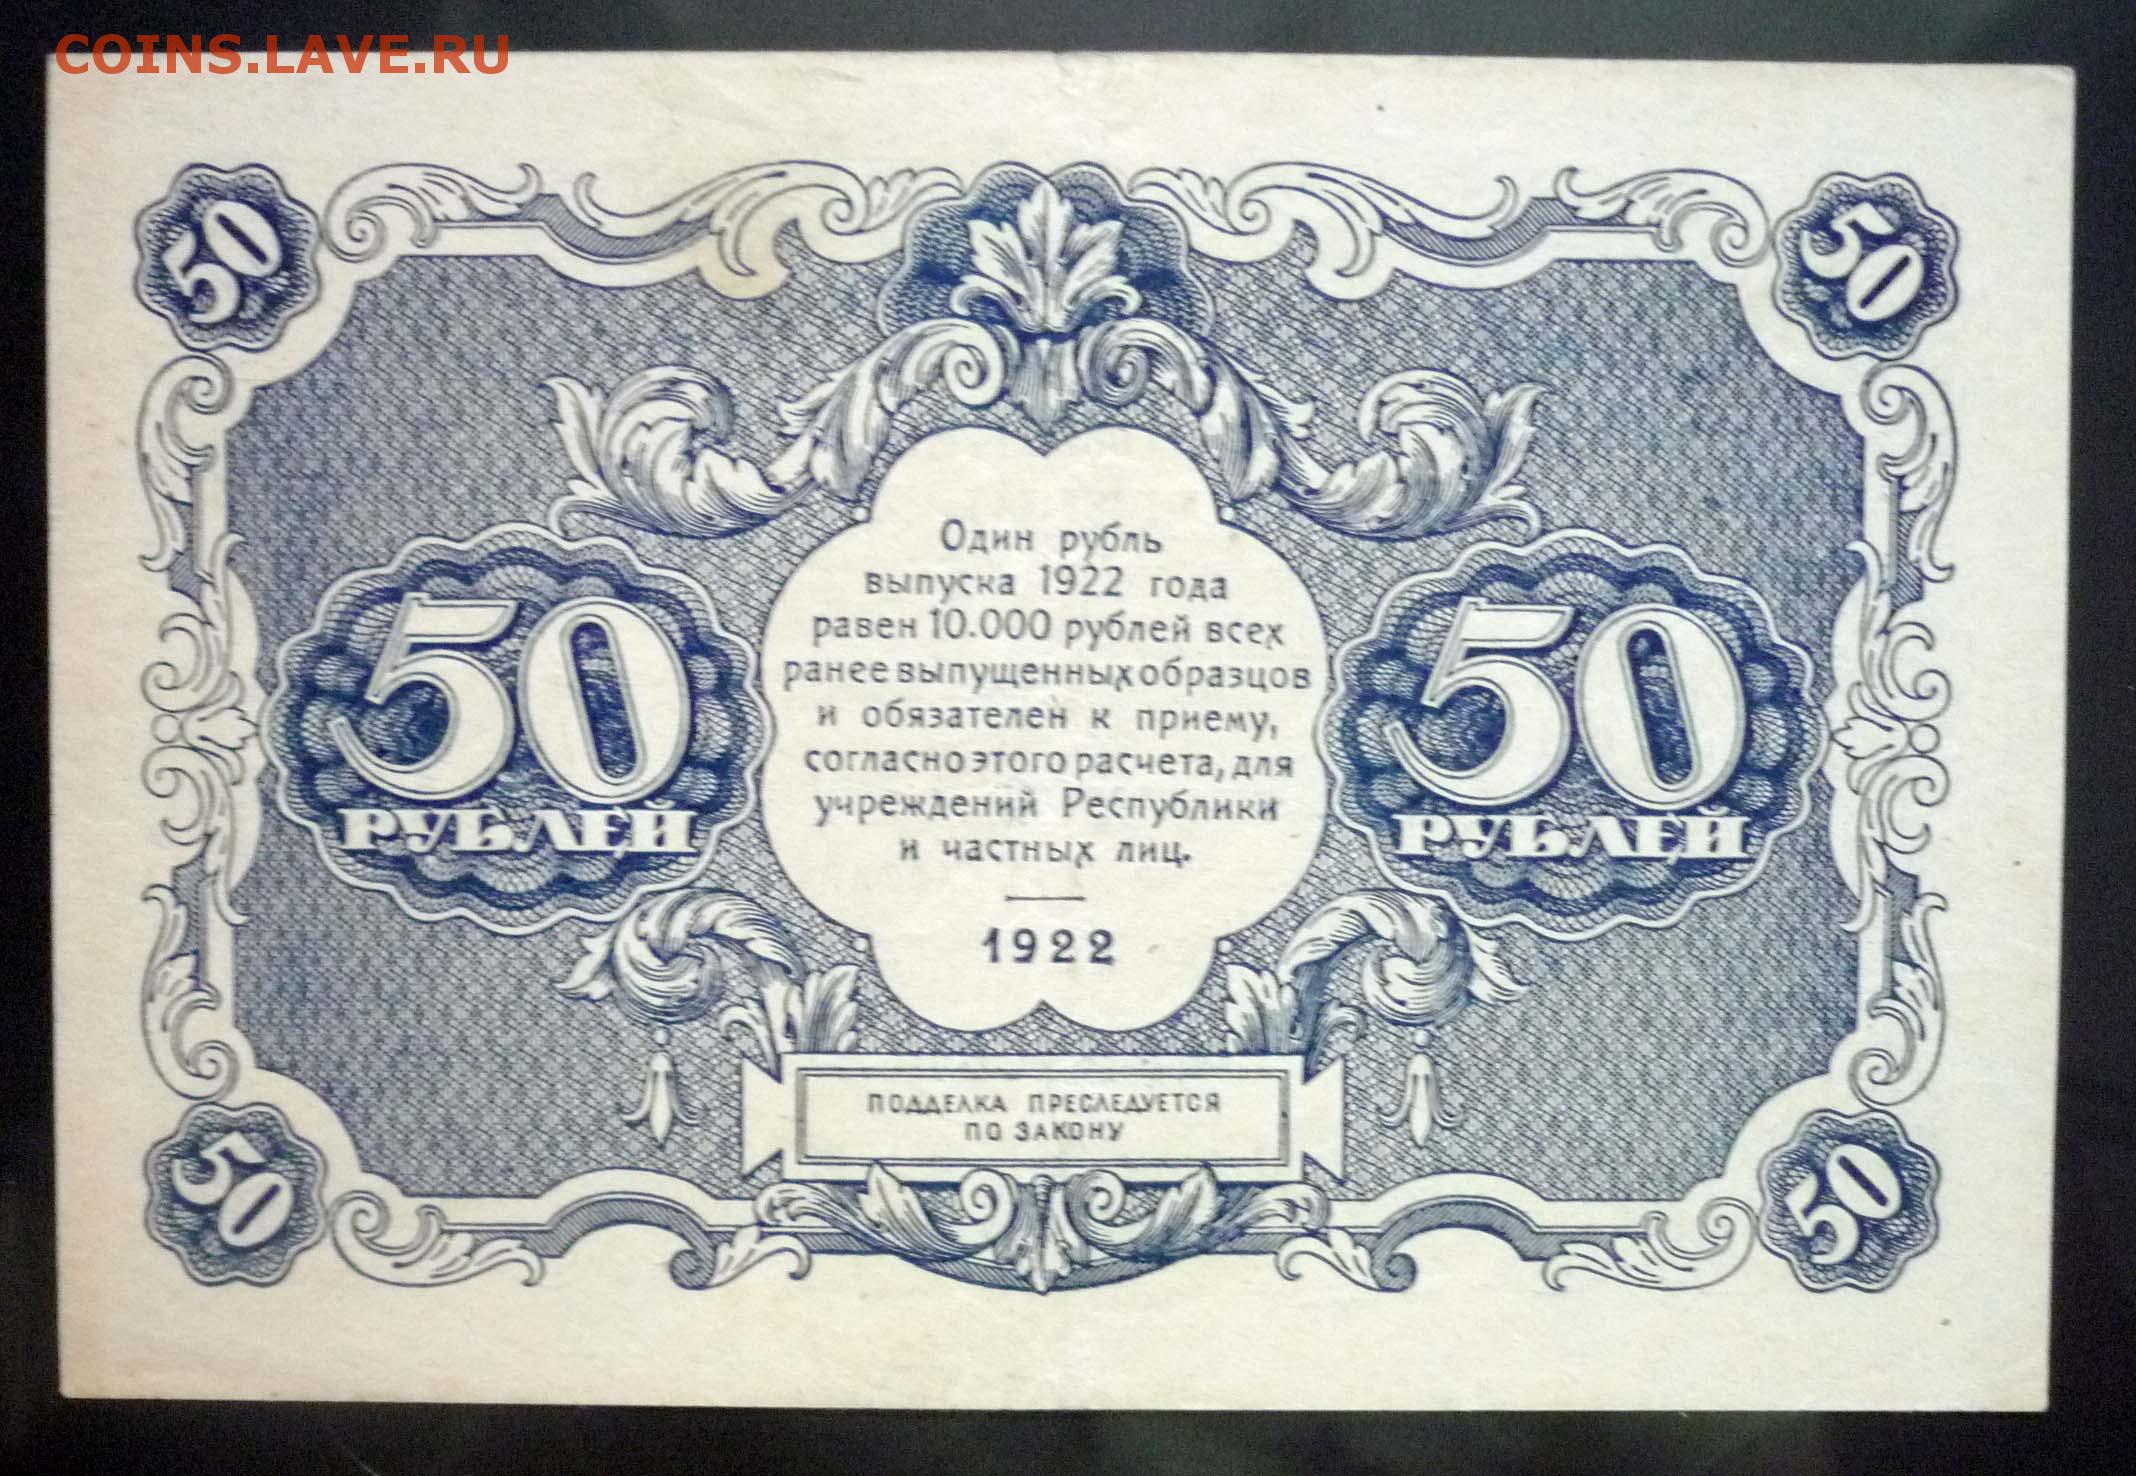 COINS.LAVE.RU
50
50
Один рубль
выпуска 1922 года
равен 10.000 рублей всех
ранее выпущенных образцов
и обязателен к приему,
согласно этого расчета, для
учреждений Республики
и частных лиц.
1922
50
РУБЛЕЙ
50
РУБЛЕЙ
ПОДДЕЛКА ПРЕСЛЕДУЕТСЯ
ПО ЗАКОНУ
50
50